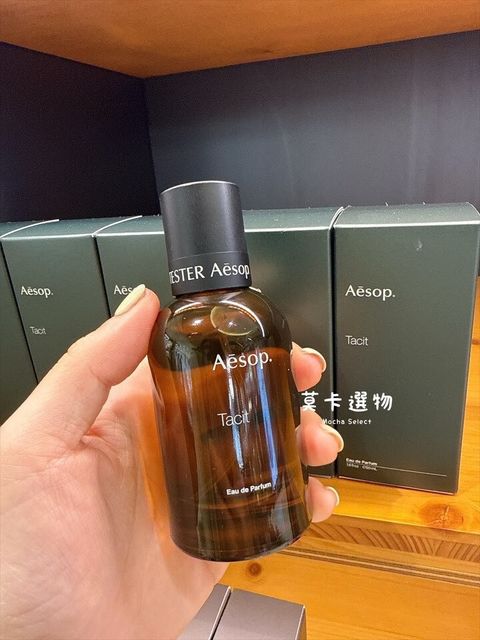 TESTER Aēsop.
Aēsop.
Tacit
Eau de Parfum
Aēsop.
Tacit
Aēsop.
Aēsop.
Tacit
Eau de Parfum
莫卡選物
Mocha Select